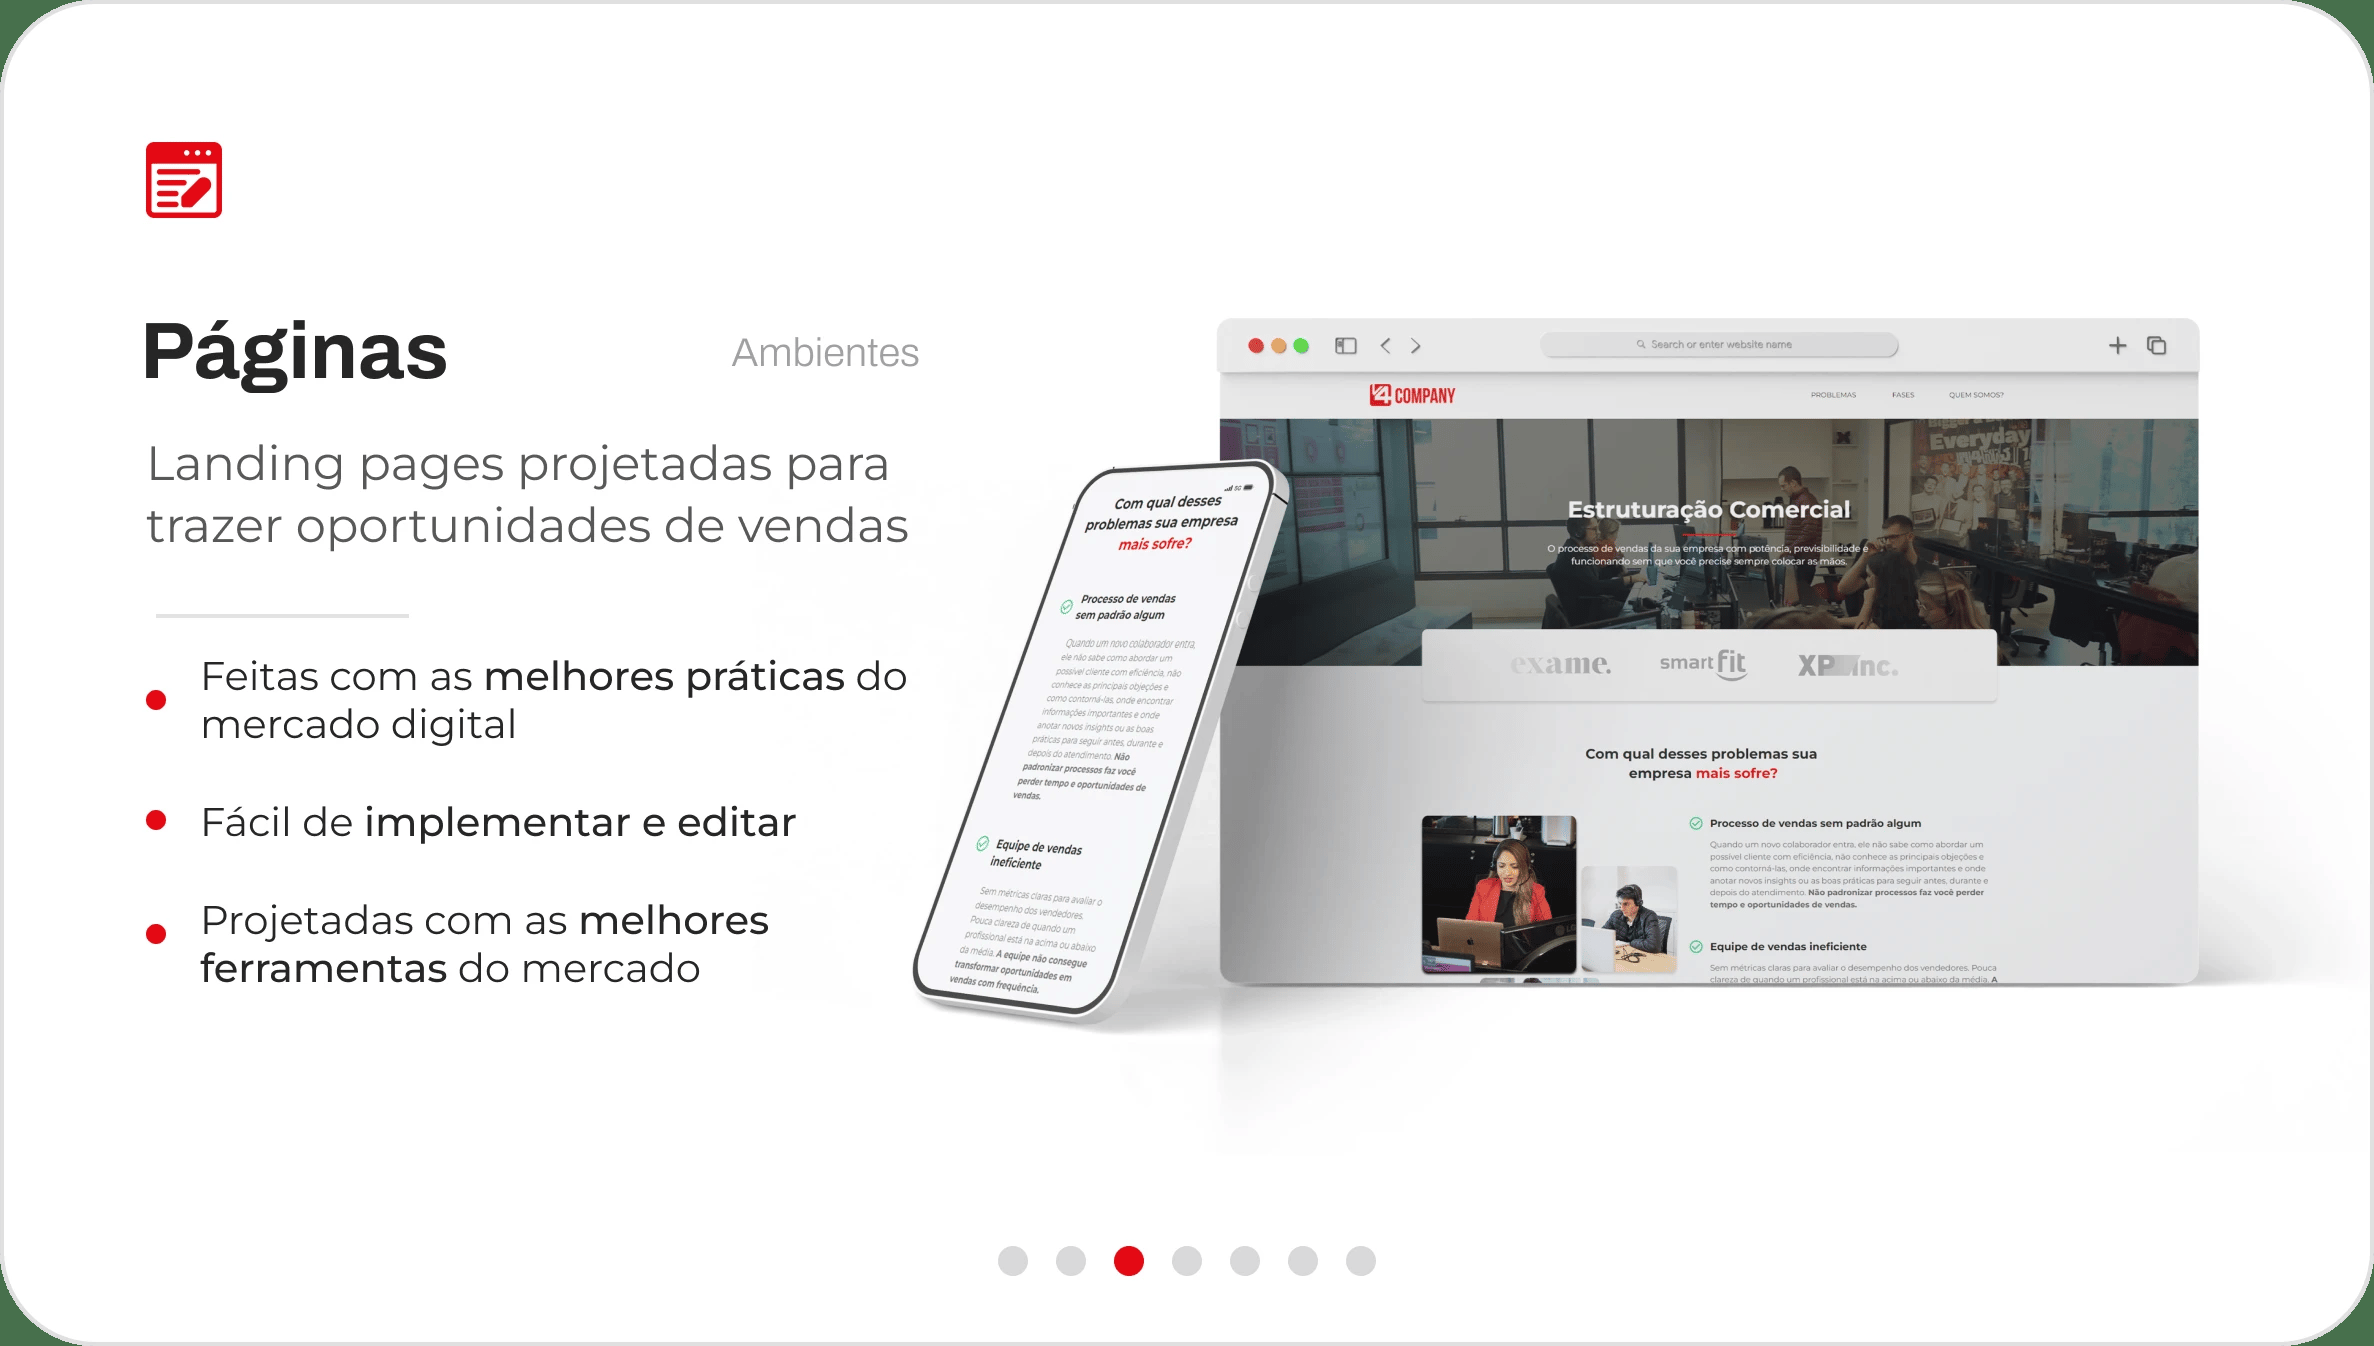 Páginas
Ambientes
Landing pages projetadas para
trazer oportunidades de vendas
Feitas com as melhores práticas do
mercado digital
Fácil de implementar e editar
Projetadas com as melhores
ferramentas do mercado
5G
Com qual desses
problemas sua empresa
mais sofre?
Processo de vendas
sem padrão algum
Quando um novo colaborador entra,
ele não sabe como abordar um
possível cliente com eficiência, não
conhece as principais objeções e
como contorná-las, onde encontrar
informações importantes e onde
anotar novos insights ou as boas
práticas para seguir antes, durante e
depois do atendimento. Não
padronizar processos faz você
perder tempo e oportunidades de
vendas.
Equipe de vendas
ineficiente
Sem métricas claras para avaliar o
desempenho dos vendedores.
Pouca clareza de quando um
profissional está na acima ou abaixo
da média. A equipe não consegue
transformar oportunidades em
vendas com frequência.
Search or enter website name
V4 COMPANY
PROBLEMAS
FASES
QUEM SOMOS?
Everyday
Estruturação Comercial
O processo de vendas da sua empresa com potência, previsibilidade e
funcionando sem que você precise sempre colocar as mãos.
exame.
smart fit
XP inc.
Com qual desses problemas sua
empresa mais sofre?
Processo de vendas sem padrão algum
Quando um novo colaborador entra, ele não sabe como abordar um
possível cliente com eficiência, não conhece as principais objeções e
como contorná-las, onde encontrar informações importantes e onde
anotar novos insights ou as boas práticas para seguir antes, durante e
depois do atendimento. Não padronizar processos faz você perder
tempo e oportunidades de vendas.
Equipe de vendas ineficiente
Sem métricas claras para avaliar o desempenho dos vendedores. Pouca
clareza de quando um profissional está na acima ou abaixo da média. A